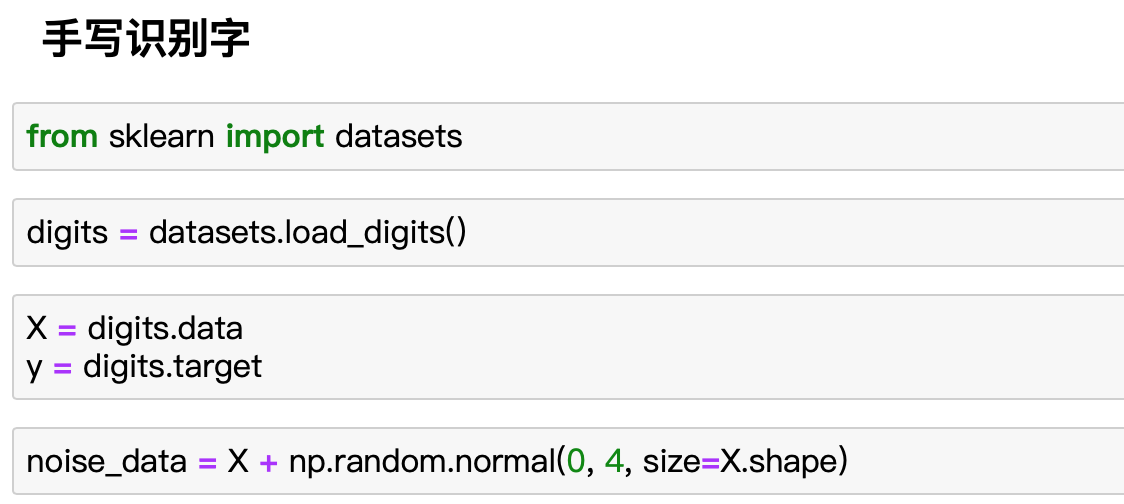 手写识别字
from sklearn import datasets
digits = datasets.load_digits()
X = digits.data
y = digits.target
noise_data = X + np.random.normal(0, 4, size=X.shape)